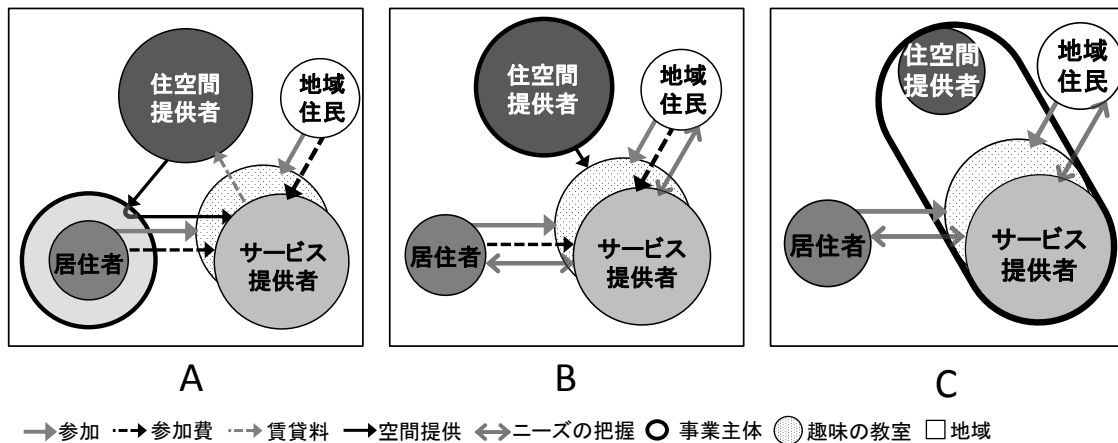 住空間
提供者
地域
住民
居住者
サービス
提供者
住空間
提供者
地域
住民
居住者
サービス
提供者
住空間
提供者
地域
住民
居住者
サービス
提供者
A
B
C
参加
参加費
賃貸料
空間提供
ニーズの把握
事業主体
趣味の教室
地域